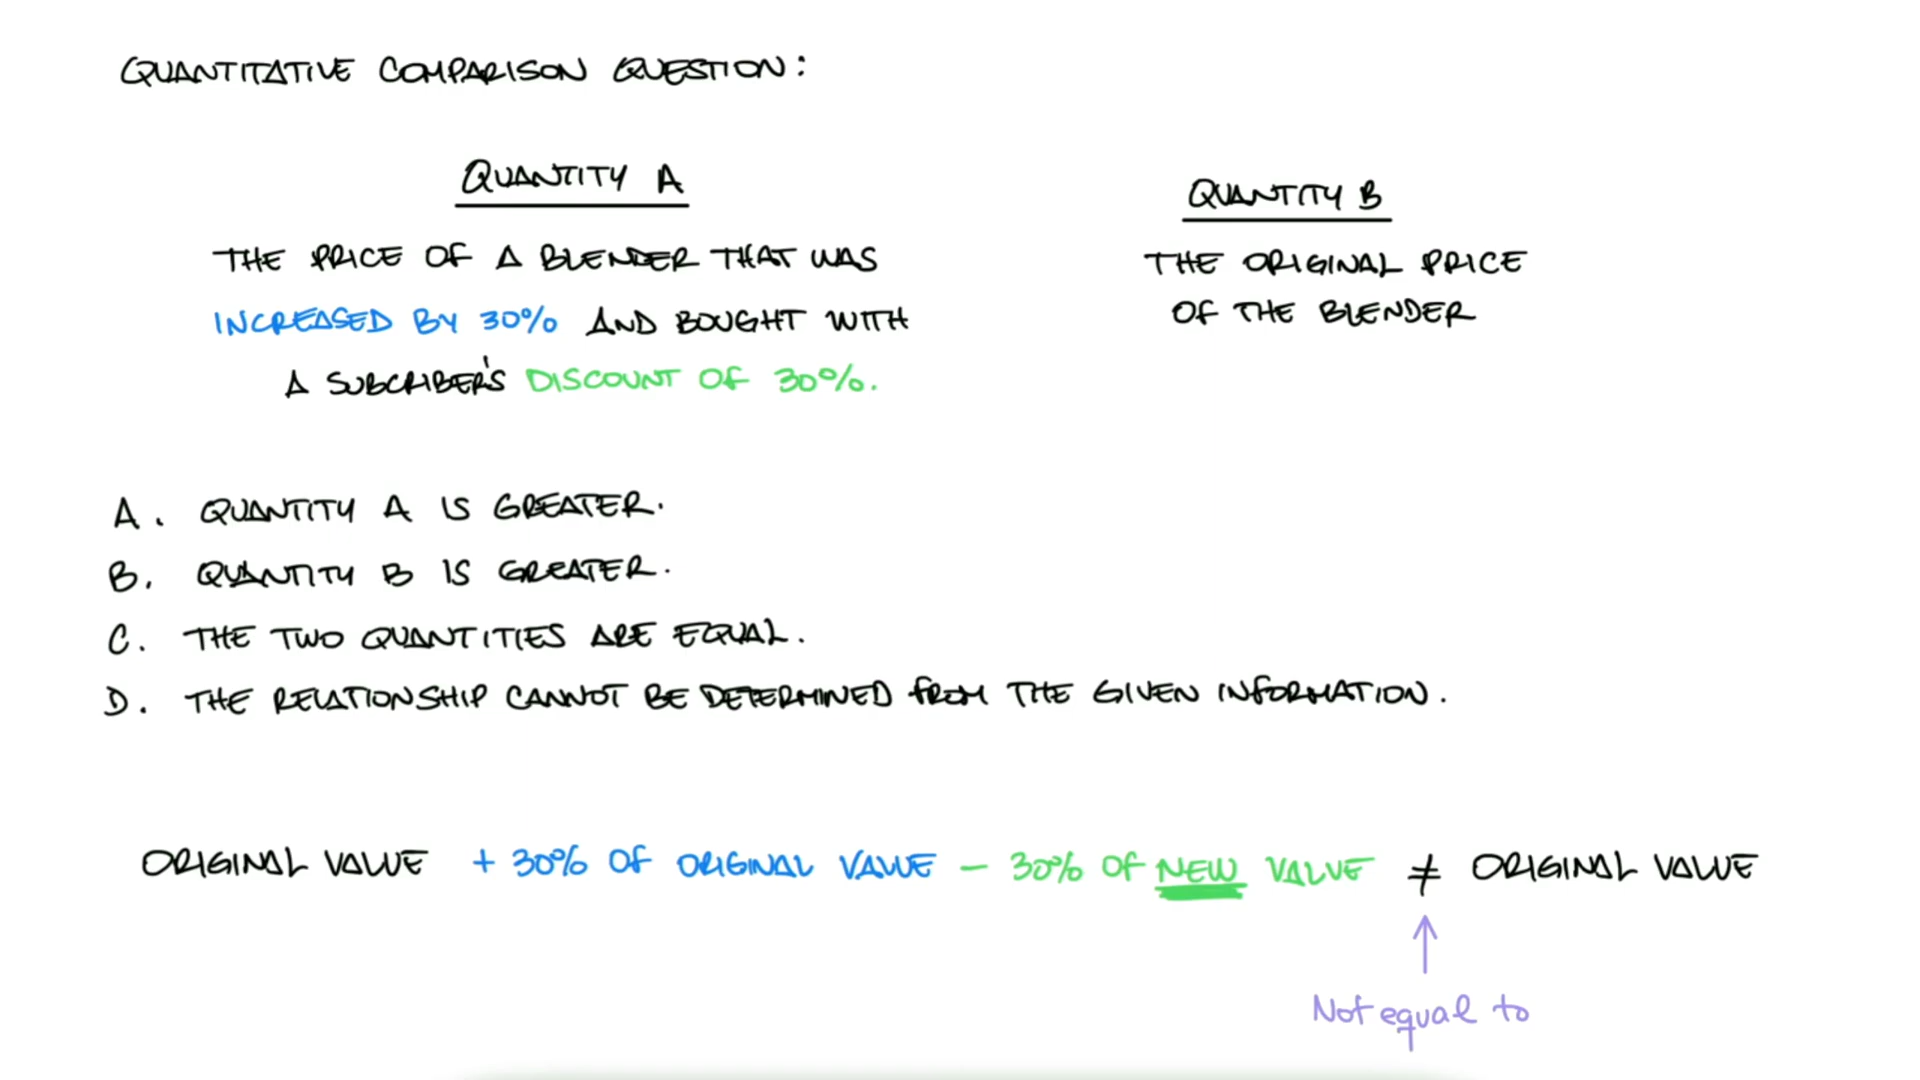 QUANTITATIVE COMPARISON QUESTION:
QUANTITY A
THE PRICE OF A BLENDER THAT WAS
INCREASED BY 30% AND BOUGHT WITH
A SUBCRIBER'S DISCOUNT OF 30%.
QUANTITY B
THE ORIGINAL PRICE
OF THE BLENDER
A. QUANTITY A IS GREATER.
B. QUANTITY B IS GREATER.
C. THE TWO QUANTITIES ARE EQUAL.
D. THE RELATIONSHIP CANNOT BE DETERMINED FROM THE GIVEN INFORMATION.
ORIGINAL VALUE + 30% OF ORIGINAL VALUE - 30% OF NEW VALUE ≠ ORIGINAL VALUE
Not equal to